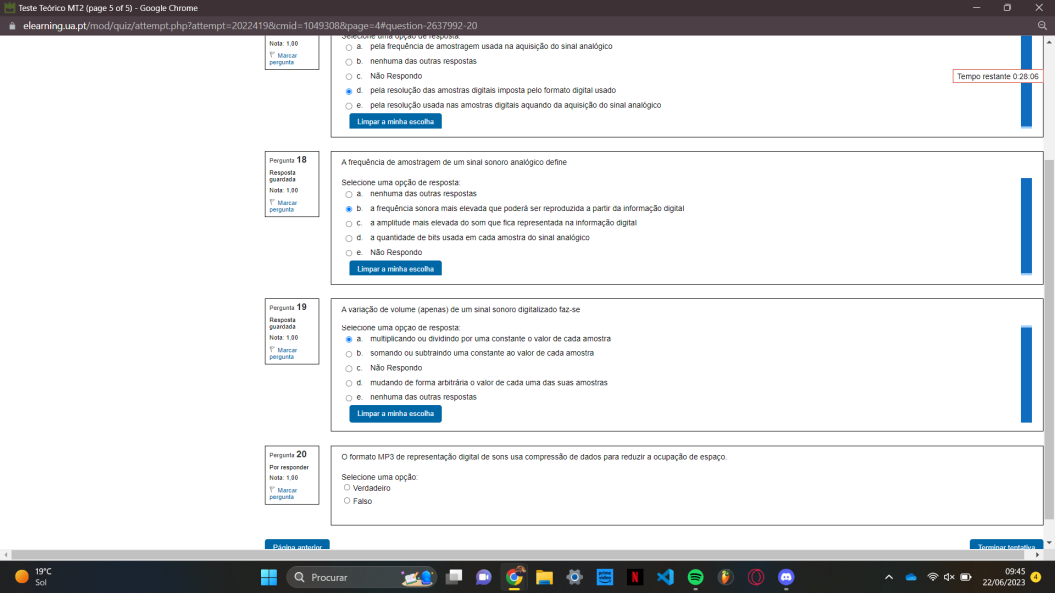 Teste Teórico MT2 (page 5 of 5) - Google Chrome
elearning.ua.pt/mod/quiz/attempt.php?attempt=2022419&cmid=1049308&page=4#question-2637992-20
Nota: 1,00
Marcar
pergunta
Selecione uma opção de resposta:
a. pela frequência de amostragem usada na aquisição do sinal analógico
b. nenhuma das outras respostas
c. Não Respondo
d. pela resolução das amostras digitais imposta pelo formato digital usado
e. pela resolução usada nas amostras digitais aquando da aquisição do sinal analógico
Limpar a minha escolha
Tempo restante 0:28:06
Pergunta 18
Resposta
guardada
Nota: 1,00
Marcar
pergunta
A frequência de amostragem de um sinal sonoro analógico define
Selecione uma opção de resposta:
a. nenhuma das outras respostas
b. a frequência sonora mais elevada que poderá ser reproduzida a partir da informação digital
c. a amplitude mais elevada do som que fica representada na informação digital
d. a quantidade de bits usada em cada amostra do sinal analógico
e. Não Respondo
Limpar a minha escolha
Pergunta 19
Resposta
guardada
Nota: 1,00
Marcar
pergunta
A variação de volume (apenas) de um sinal sonoro digitalizado faz-se
Selecione uma opção de resposta:
a. multiplicando ou dividindo por uma constante o valor de cada amostra
b. somando ou subtraindo uma constante ao valor de cada amostra
c. Não Respondo
d. mudando de forma arbitrária o valor de cada uma das suas amostras
e. nenhuma das outras respostas
Limpar a minha escolha
Pergunta 20
Por responder
Nota: 1,00
Marcar
pergunta
O formato MP3 de representação digital de sons usa compressão de dados para reduzir a ocupação de espaço.
Selecione uma opção:
Verdadeiro
Falso
Página anterior
Terminar tentativa
19°C
Sol
Procurar
09:45
22/06/2023
4